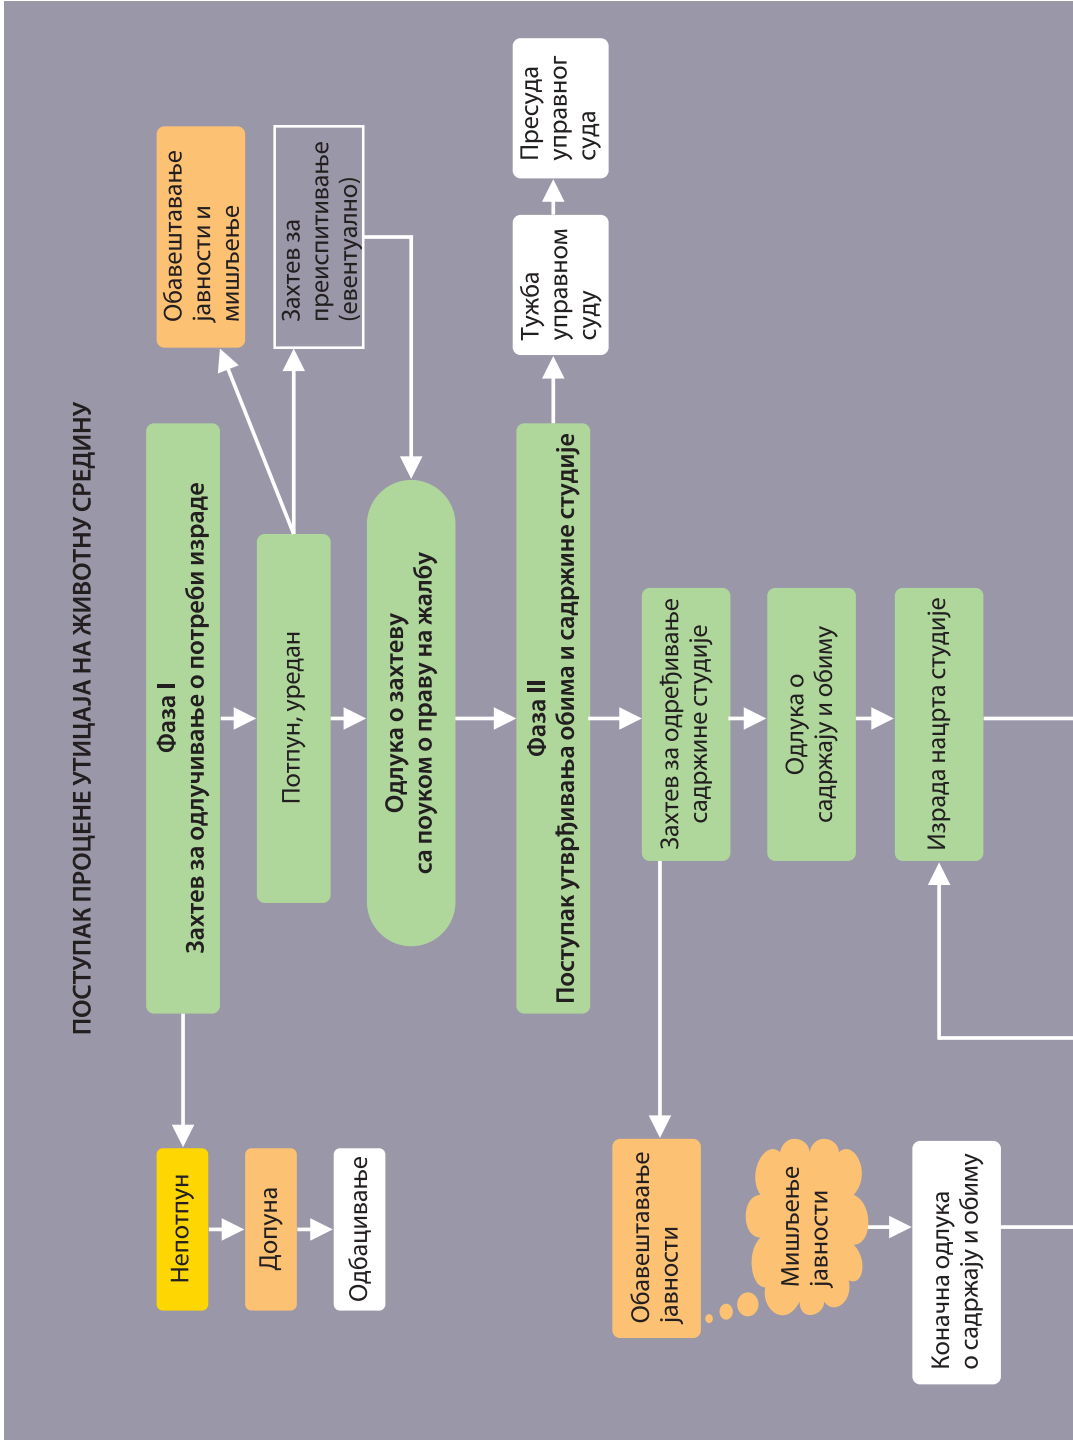 ПОСТУПАК ПРОЦЕНЕ УТИЦАЈА НА ЖИВОТНУ СРЕДИНУ
Фаза I
Захтев за одлучивање о потреби израде
Непотпун
Допуна
Одбацивање
Потпун, уредан
Обавештавање
јавности и
мишљење
Захтев за
преиспитивање
(евентуално)
Одлука о захтеву
са поуком о праву на жалбу
Фаза II
Поступак утврђивања обима и садржине студије
Тужба
управном
суду
Пресуда
управног
суда
Захтев за одређивање
садржине студије
Обавештавање
јавности
Мишљење
јавности
Одлука о
садржају и обиму
Коначна одлука
о садржају и обиму
Израда нацрта студије